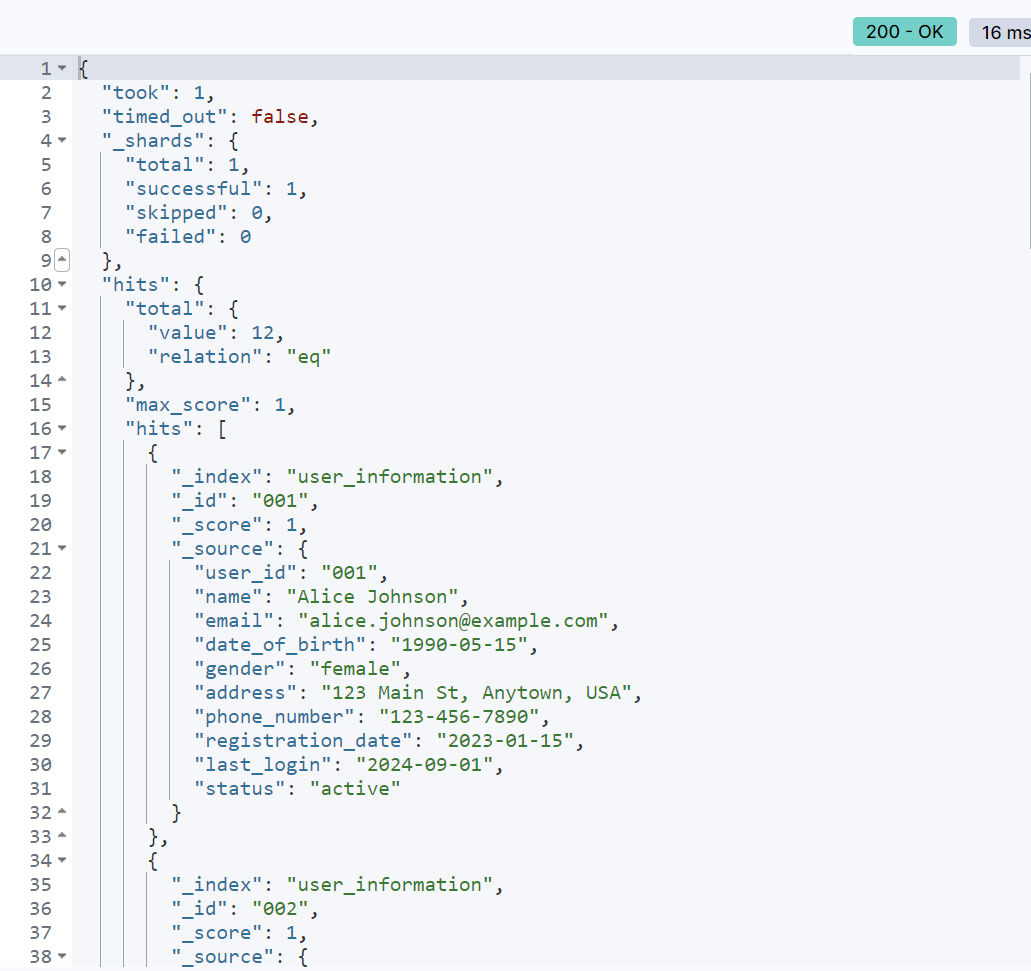 200 - OK
16 ms
1 {
2 "took": 1,
3 "timed_out": false,
4 "_shards": {
5 "total": 1,
6 "successful": 1,
7 "skipped": 0,
8 "failed": 0
9 },
10 "hits": {
11 "total": {
12 "value": 12,
13 "relation": "eq"
14 },
15 "max_score": 1,
16 "hits": [
17 {
18 "_index": "user_information",
19 "_id": "001",
20 "_score": 1,
21 "_source": {
22 "user_id": "001",
23 "name": "Alice Johnson",
24 "email": "alice.johnson@example.com",
25 "date_of_birth": "1990-05-15",
26 "gender": "female",
27 "address": "123 Main St, Anytown, USA",
28 "phone_number": "123-456-7890",
29 "registration_date": "2023-01-15",
30 "last_login": "2024-09-01",
31 "status": "active"
32 }
33 },
34 {
35 "_index": "user_information",
36 "_id": "002",
37 "_score": 1,
38 "_source": {